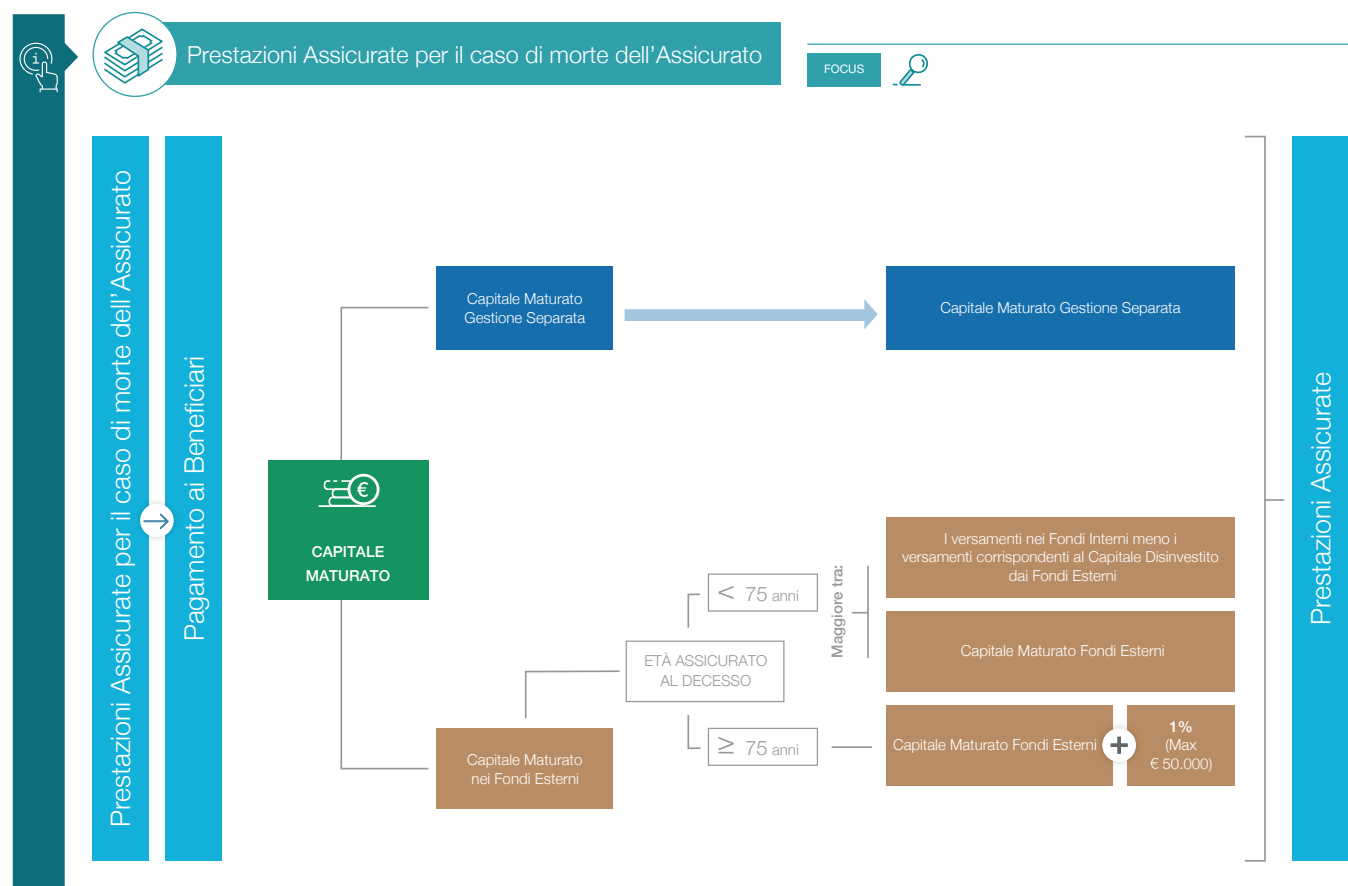 Prestazioni Assicurate per il caso di morte dell'Assicurato
FOCUS
Prestazioni Assicurate per il caso di morte dell'Assicurato
Pagamento ai Beneficiari
CAPITALE
MATURATO
Capitale Maturato
Gestione Separata
Capitale Maturato Gestione Separata
Capitale Maturato
nei Fondi Esterni
ETÀ ASSICURATO
AL DECESSO
< 75 anni
Maggiore tra:
I versamenti nei Fondi Interni meno i
versamenti corrispondenti al Capitale Disinvestito
dai Fondi Esterni
Capitale Maturato Fondi Esterni
≥ 75 anni
Capitale Maturato Fondi Esterni
+
1%
(Max
€ 50.000)
Prestazioni Assicurate